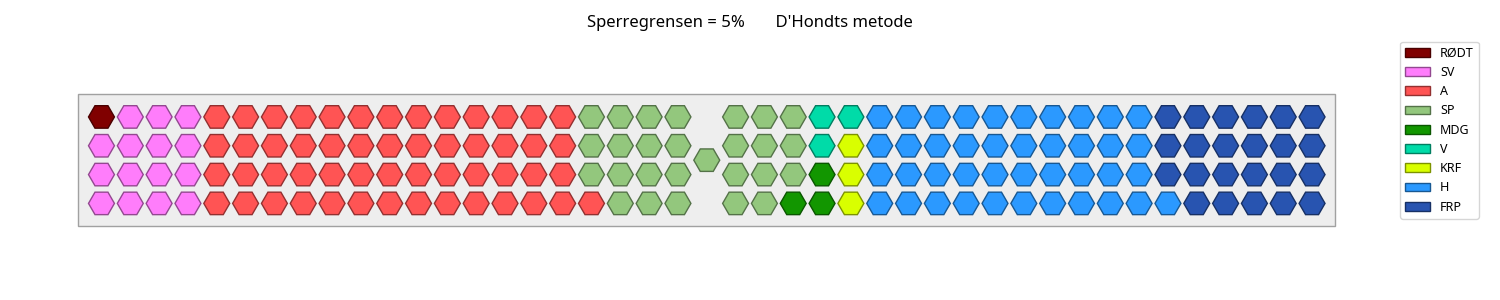 Sperregrensen = 5% D'Hondts metode
RØDT
SV
A
SP
MDG
V
KRF
H
FRP